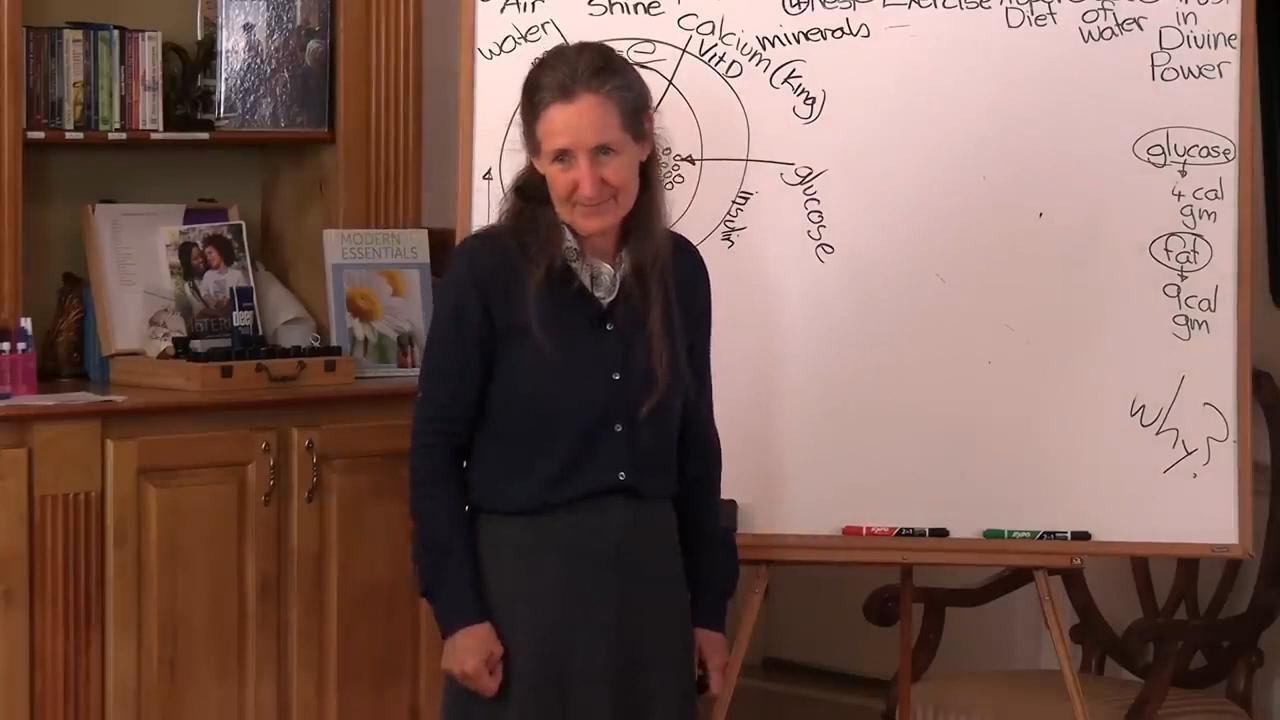 Air
Shine
Exercise
Diet
of
water
in
Divine
Power
water
calcium (King)
Vit D
minerals
glucose
insulin
glucose
4 cal
gm
fat
9cal
gm
why?
MODERN
ESSENTIALS